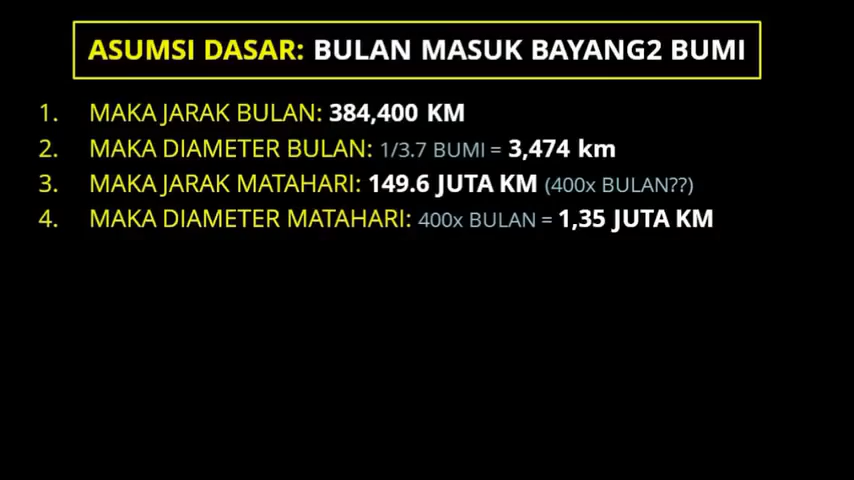 ASUMSI DASAR: BULAN MASUK BAYANG2 BUMI
1. MAKA JARAK BULAN: 384,400 KM
2. MAKA DIAMETER BULAN: 1/3.7 BUMI = 3,474 km
3. MAKA JARAK MATAHARI: 149.6 JUTA KM (400x BULAN??)
4. MAKA DIAMETER MATAHARI: 400x BULAN = 1,35 JUTA KM